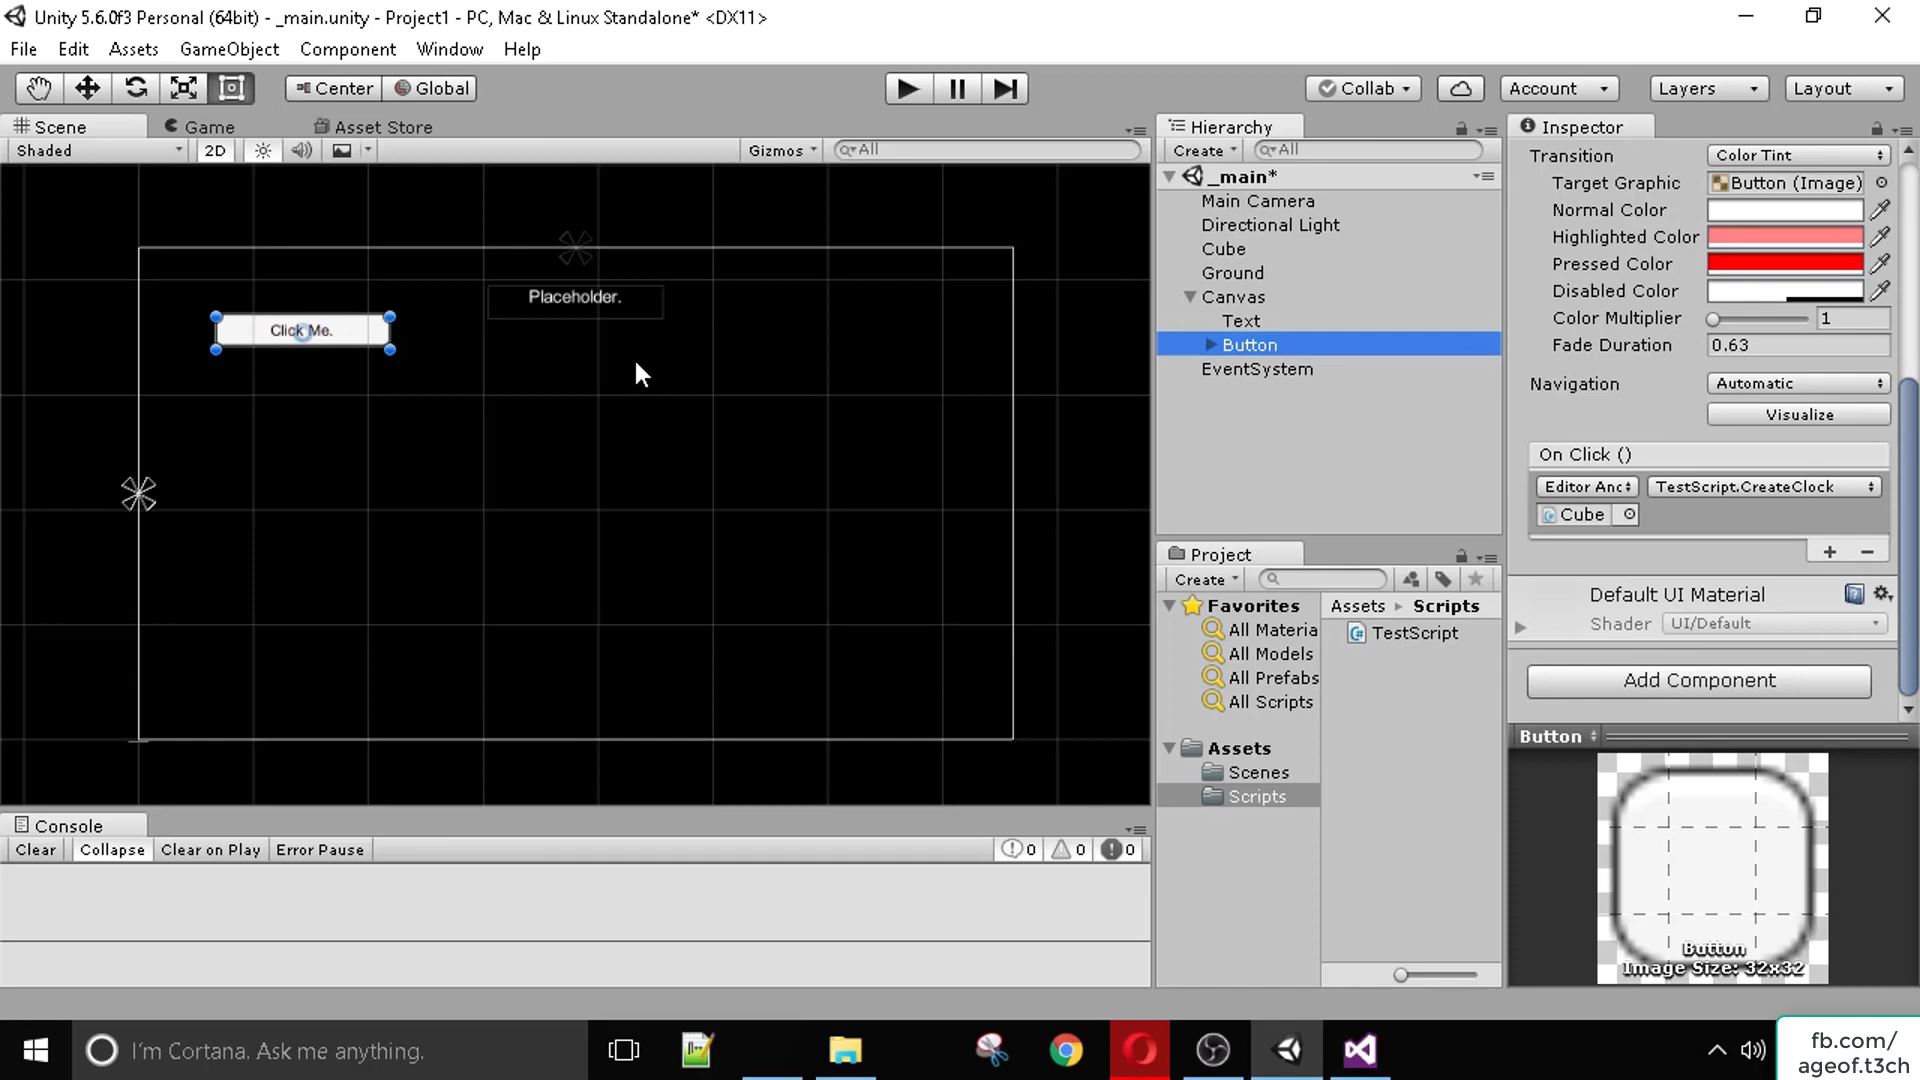 Unity 5.6.0f3 Personal (64bit) - _main.unity - Project1 - PC, Mac & Linux Standalone* <DX11>
File Edit Assets GameObject Component Window Help
Center Global Collab Account Layers Layout
Scene Game Asset Store
Shaded 2D Gizmos All
Placeholder.
Click Me.
Hierarchy
Create All
_main*
Main Camera
Directional Light
Cube
Ground
Canvas
Text
Button
EventSystem
Project
Create
Favorites
All Materia
All Models
All Prefabs
All Scripts
Assets
Scenes
Scripts
Assets Scripts
TestScript
Inspector
Transition Color Tint
Target Graphic Button (Image)
Normal Color
Highlighted Color
Pressed Color
Disabled Color
Color Multiplier 1
Fade Duration 0.63
Navigation Automatic
Visualize
On Click ()
Editor And TestScript.CreateClock
Cube
+ −
Default UI Material
Shader UI/Default
Add Component
Button
Button
Image Size: 32x32
Console
Clear Collapse Clear on Play Error Pause 0 0 0
I'm Cortana. Ask me anything.
fb.com/
ageof.t3ch